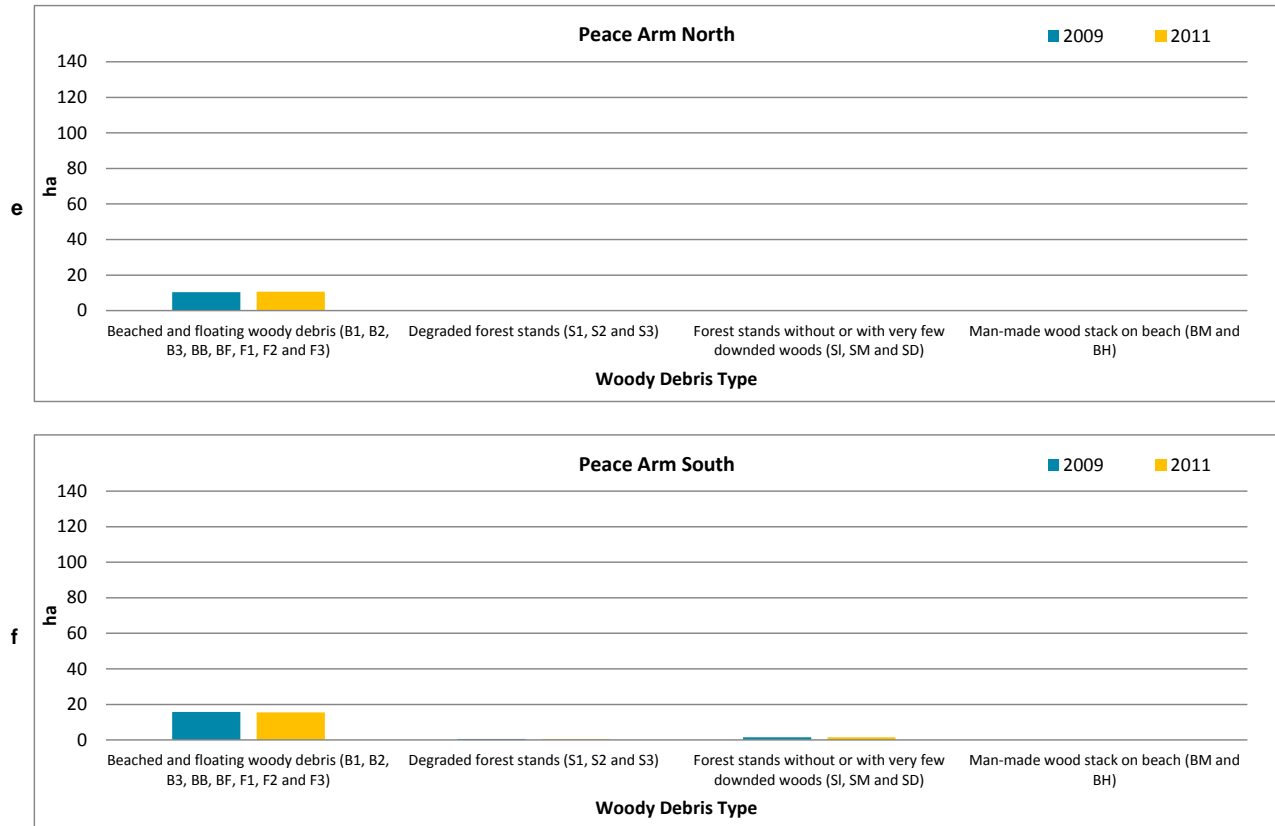 Peace Arm North
2009 2011
140
120
100
80
60
40
20
0
ha
e
Beached and floating woody debris (B1, B2,
B3, BB, BF, F1, F2 and F3)
Degraded forest stands (S1, S2 and S3)
Forest stands without or with very few
downded woods (Sl, SM and SD)
Man-made wood stack on beach (BM and
BH)
Woody Debris Type
Peace Arm South
2009 2011
140
120
100
80
60
40
20
0
ha
f
Beached and floating woody debris (B1, B2,
B3, BB, BF, F1, F2 and F3)
Degraded forest stands (S1, S2 and S3)
Forest stands without or with very few
downded woods (Sl, SM and SD)
Man-made wood stack on beach (BM and
BH)
Woody Debris Type